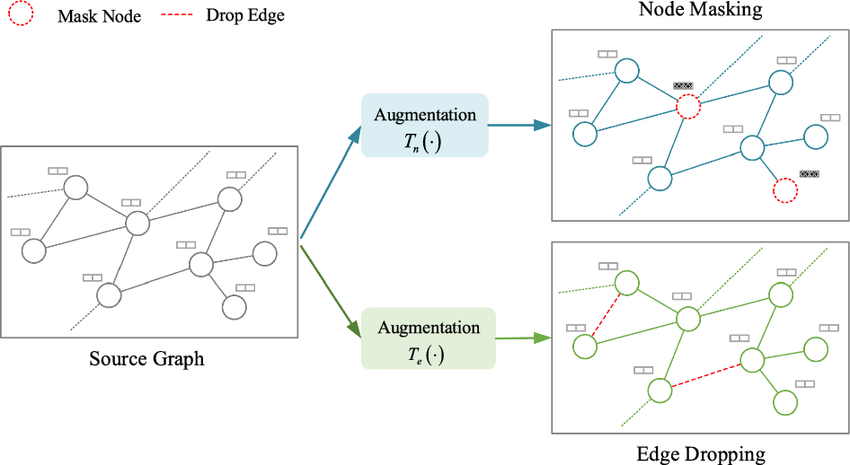 Mask Node
Drop Edge
Node Masking
Augmentation
Tn(·)
Source Graph
Augmentation
Te(·)
Edge Dropping